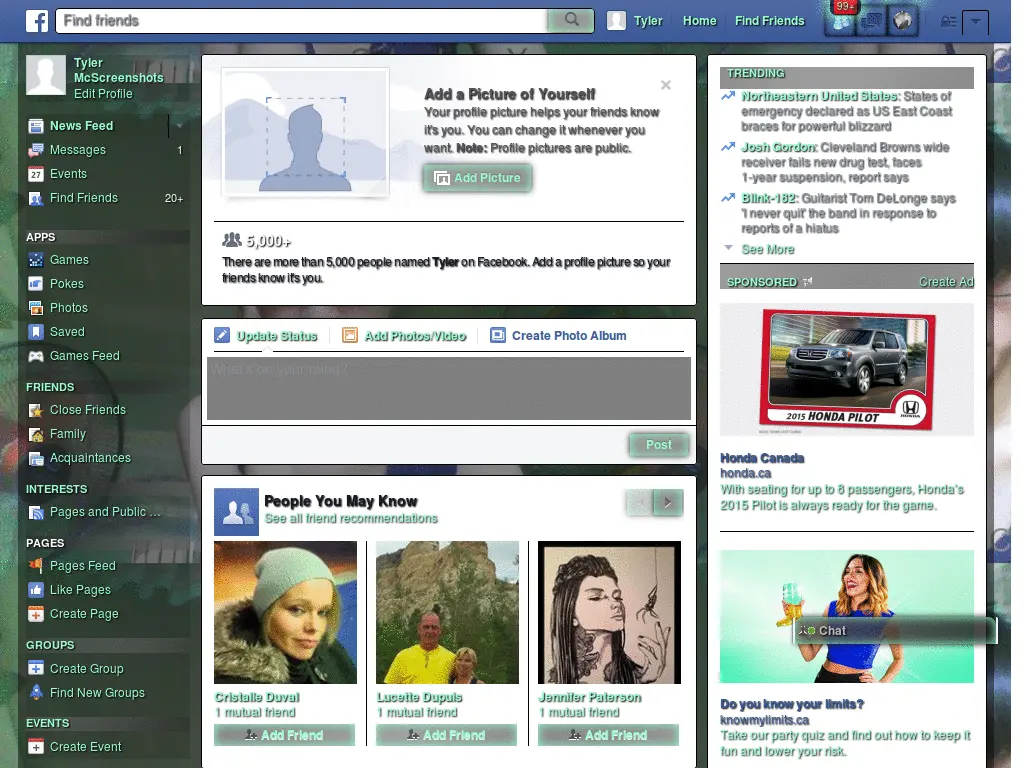 Find friends
Tyler
Home
Find Friends
99+
Tyler
McScreenshots
Edit Profile
News Feed
Messages 1
27 Events
Find Friends 20+
APPS
Games
Pokes
Photos
Saved
Games Feed
FRIENDS
Close Friends
Family
Acquaintances
INTERESTS
Pages and Public ...
PAGES
Pages Feed
Like Pages
Create Page
GROUPS
Create Group
Find New Groups
EVENTS
Create Event
Add a Picture of Yourself
Your profile picture helps your friends know
it's you. You can change it whenever you
want. Note: Profile pictures are public.
Add Picture
5,000+
There are more than 5,000 people named Tyler on Facebook. Add a profile picture so your
friends know it's you.
Update Status
Add Photos/Video
Create Photo Album
What's on your mind?
Post
People You May Know
See all friend recommendations
Cristalle Duval
1 mutual friend
Add Friend
Lucette Dupuis
1 mutual friend
Add Friend
Jennifer Paterson
1 mutual friend
Add Friend
TRENDING
Northeastern United States: States of
emergency declared as US East Coast
braces for powerful blizzard
Josh Gordon: Cleveland Browns wide
receiver fails new drug test, faces
1-year suspension, report says
Blink-182: Guitarist Tom DeLonge says
'I never quit' the band in response to
reports of a hiatus
See More
SPONSORED
Create Ad
2015 HONDA PILOT
HONDA
Honda Canada
honda.ca
With seating for up to 8 passengers, Honda's
2015 Pilot is always ready for the game.
Chat
Do you know your limits?
knowmylimits.ca
Take our party quiz and find out how to keep it
fun and lower your risk.